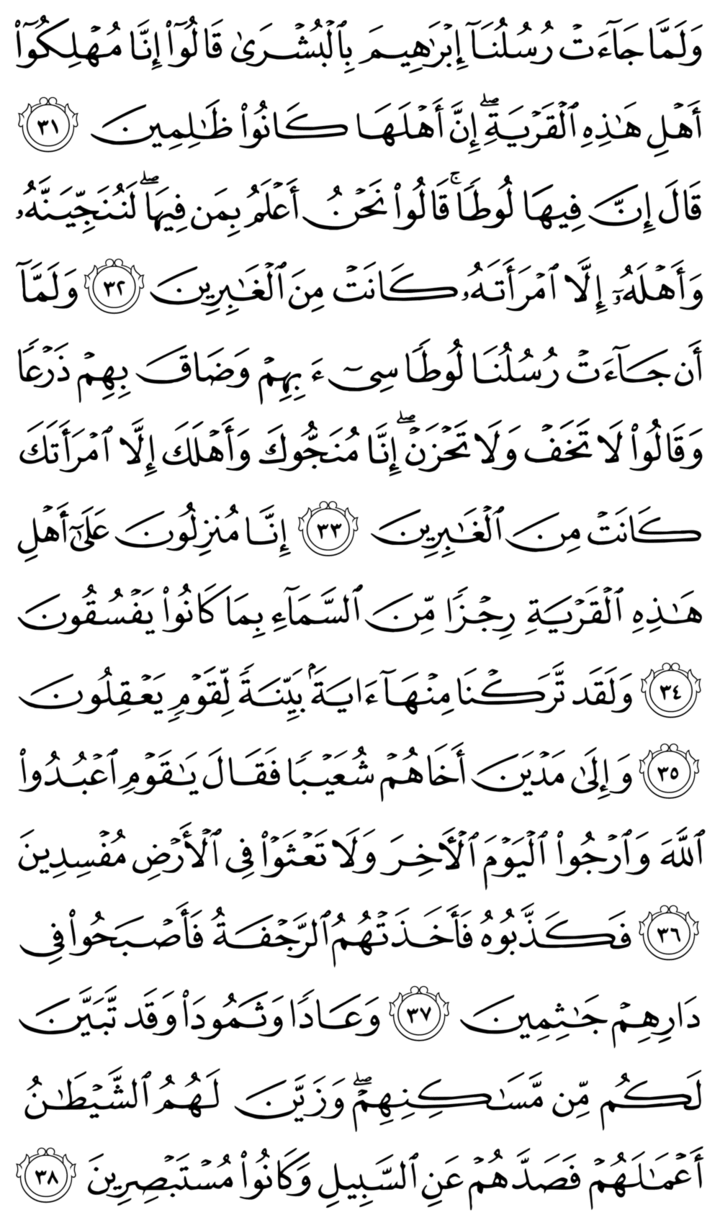 وَلَمَّا جَآءَتْ رُسُلُنَآ إِبْرَٰهِيمَ بِٱلْبُشْرَىٰ قَالُوٓا۟ إِنَّا مُهْلِكُوٓا۟
أَهْلِ هَٰذِهِ ٱلْقَرْيَةِ ۖ إِنَّ أَهْلَهَا كَانُوا۟ ظَٰلِمِينَ ٣١
قَالَ إِنَّ فِيهَا لُوطًا ۚ قَالُوا۟ نَحْنُ أَعْلَمُ بِمَن فِيهَا ۖ لَنُنَجِّيَنَّهُۥ
وَأَهْلَهُۥٓ إِلَّا ٱمْرَأَتَهُۥ كَانَتْ مِنَ ٱلْغَٰبِرِينَ ٣٢ وَلَمَّآ
أَن جَآءَتْ رُسُلُنَا لُوطًا سِىٓءَ بِهِمْ وَضَاقَ بِهِمْ ذَرْعًا
وَقَالُوا۟ لَا تَخَفْ وَلَا تَحْزَنْ ۖ إِنَّا مُنَجُّوكَ وَأَهْلَكَ إِلَّا ٱمْرَأَتَكَ
كَانَتْ مِنَ ٱلْغَٰبِرِينَ ٣٣ إِنَّا مُنزِلُونَ عَلَىٰٓ أَهْلِ
هَٰذِهِ ٱلْقَرْيَةِ رِجْزًا مِّنَ ٱلسَّمَآءِ بِمَا كَانُوا۟ يَفْسُقُونَ
٣٤ وَلَقَد تَّرَكْنَا مِنْهَآ ءَايَةًۢ بَيِّنَةً لِّقَوْمٍ يَعْقِلُونَ
٣٥ وَإِلَىٰ مَدْيَنَ أَخَاهُمْ شُعَيْبًا فَقَالَ يَٰقَوْمِ ٱعْبُدُوا۟
ٱللَّهَ وَٱرْجُوا۟ ٱلْيَوْمَ ٱلْءَاخِرَ وَلَا تَعْثَوْا۟ فِى ٱلْأَرْضِ مُفْسِدِينَ
٣٦ فَكَذَّبُوهُ فَأَخَذَتْهُمُ ٱلرَّجْفَةُ فَأَصْبَحُوا۟ فِى
دَارِهِمْ جَٰثِمِينَ ٣٧ وَعَادًا وَثَمُودَا۟ وَقَد تَّبَيَّنَ
لَكُم مِّن مَّسَٰكِنِهِمْ ۖ وَزَيَّنَ لَهُمُ ٱلشَّيْطَٰنُ
أَعْمَٰلَهُمْ فَصَدَّهُمْ عَنِ ٱلسَّبِيلِ وَكَانُوا۟ مُسْتَبْصِرِينَ ٣٨